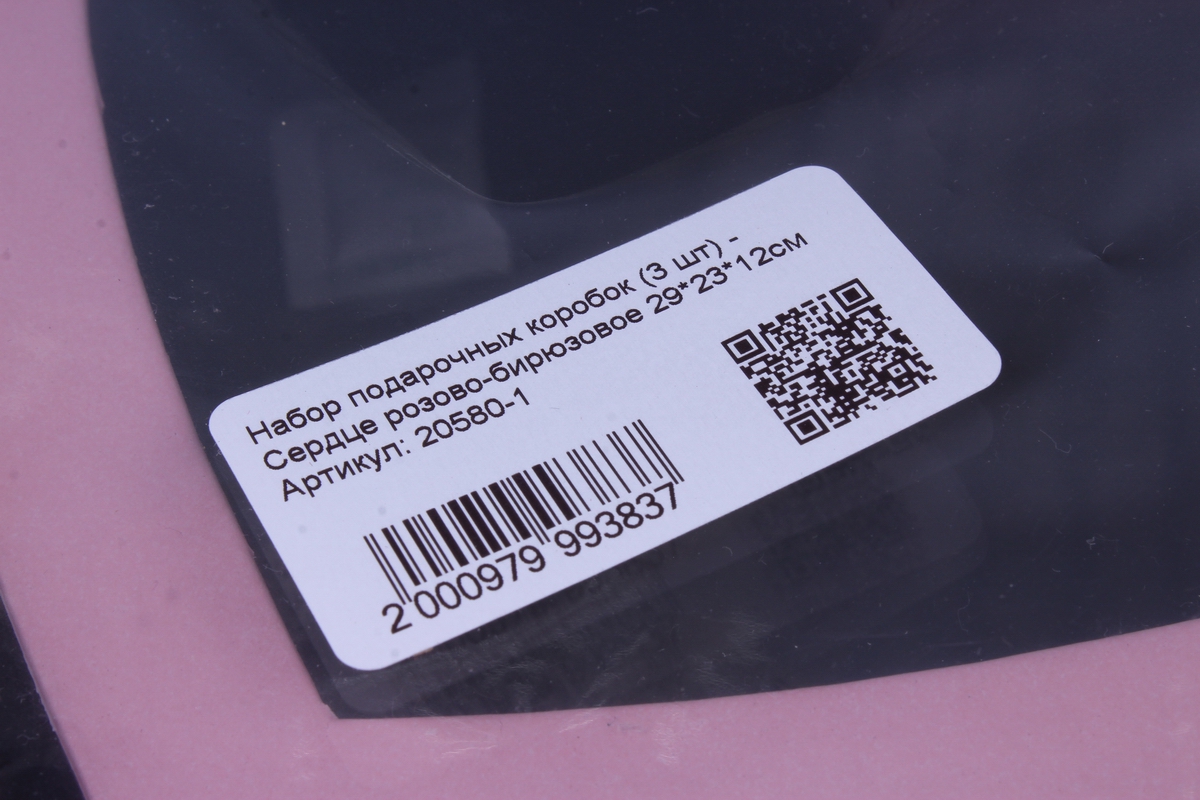 Набор подарочных коробок (3 шт) -
Сердце розово-бирюзовое 29*23*12см
Артикул: 20580-1
2 000979 993837